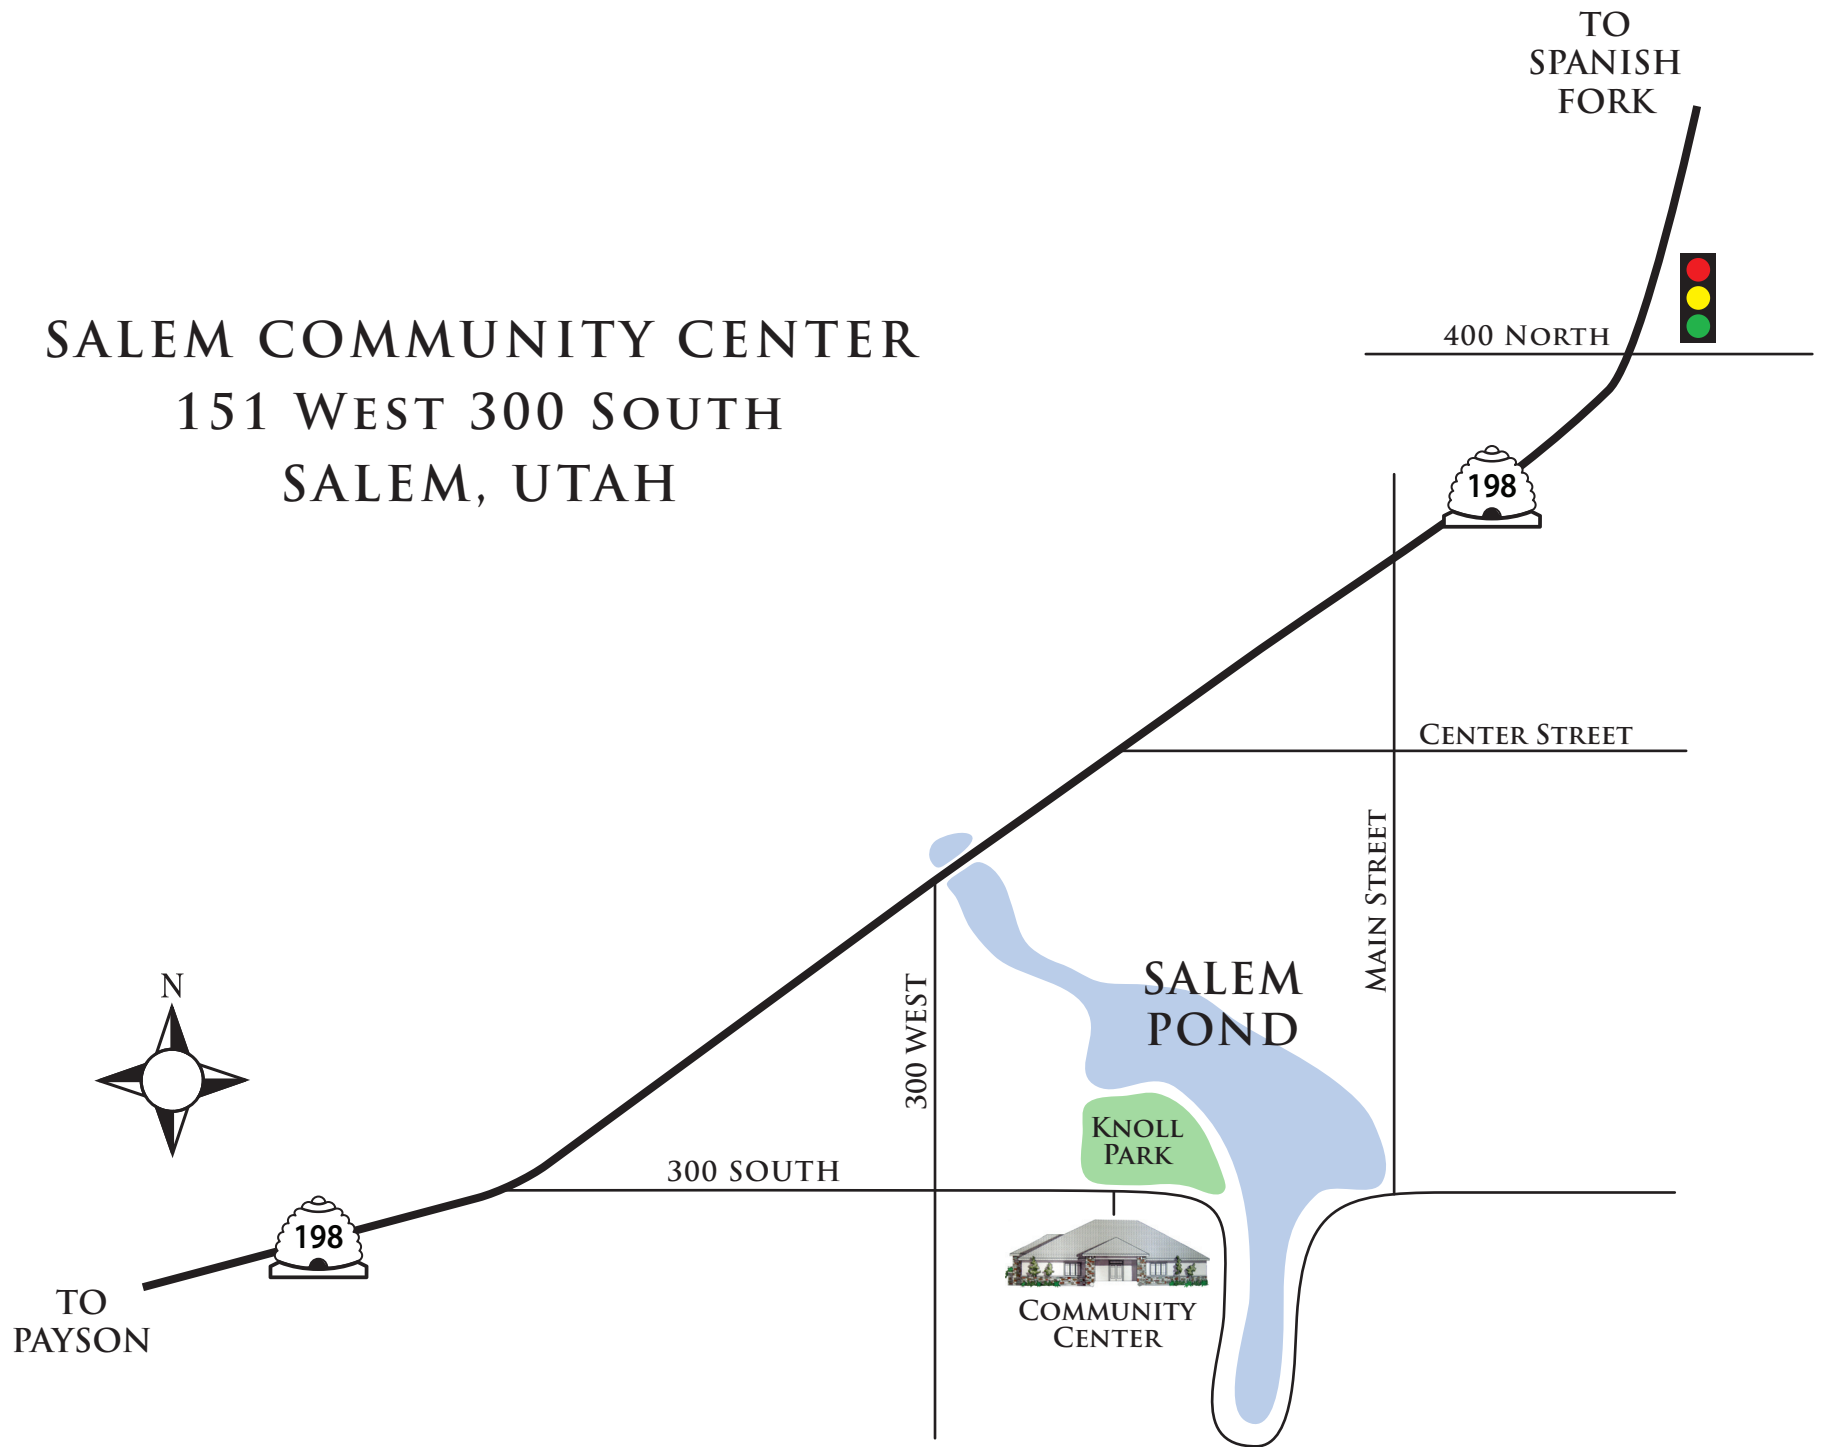 TO
SPANISH
FORK
SALEM COMMUNITY CENTER
151 WEST 300 SOUTH
SALEM, UTAH
400 NORTH
198
CENTER STREET
MAIN STREET
SALEM
POND
N
300 WEST
KNOLL
PARK
300 SOUTH
198
TO
PAYSON
COMMUNITY
CENTER